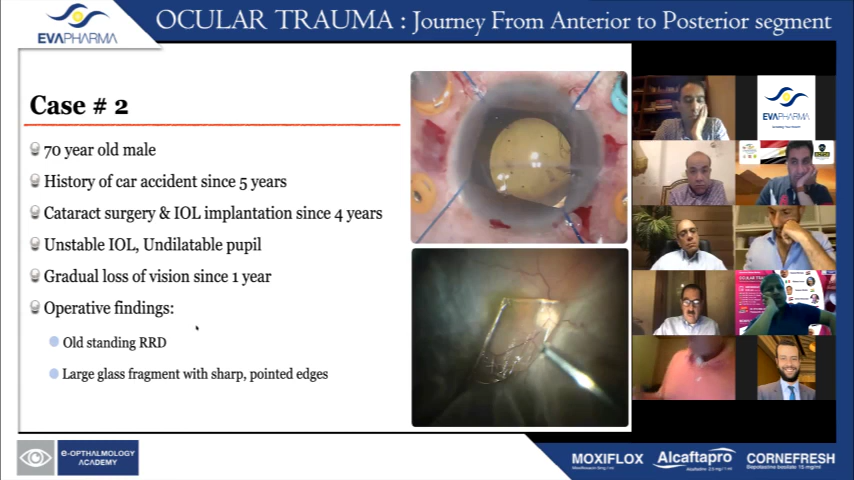 EVAPHARMA
OCULAR TRAUMA : Journey From Anterior to Posterior segment
Case # 2
70 year old male
History of car accident since 5 years
Cataract surgery & IOL implantation since 4 years
Unstable IOL, Undilatable pupil
Gradual loss of vision since 1 year
Operative findings:
Old standing RRD
Large glass fragment with sharp, pointed edges
EVAPHARMA
e-OPTHALMOLOGY
ACADEMY
MOXIFLOX
Alcaftapro
CORNEFRESH